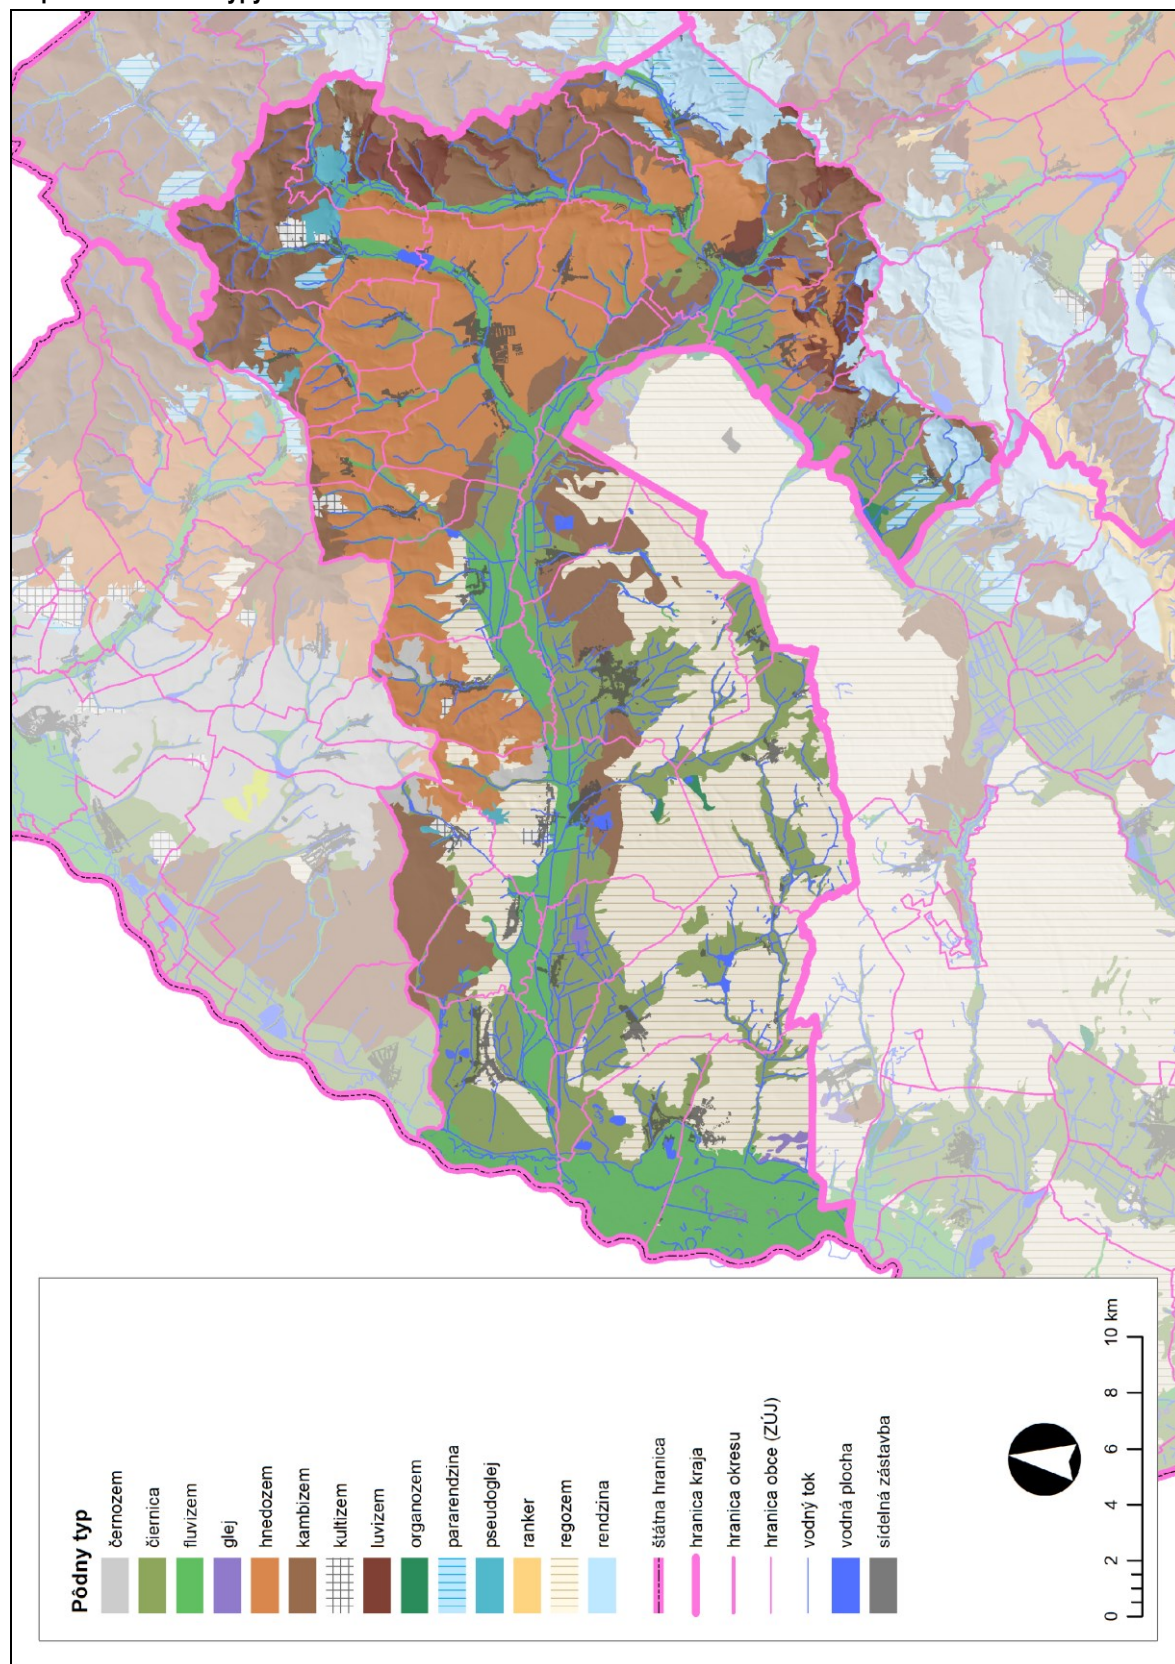 Pôdny typ
černozem
čiernica
fluvizem
glej
hnedozem
kambizem
kultizem
luvizem
organozem
pararendzina
pseudoglej
ranker
regozem
rendzina
štátna hranica
hranica kraja
hranica okresu
hranica obce (ZÚJ)
vodný tok
vodná plocha
sídelná zástavba
0 2 4 6 8 10 km